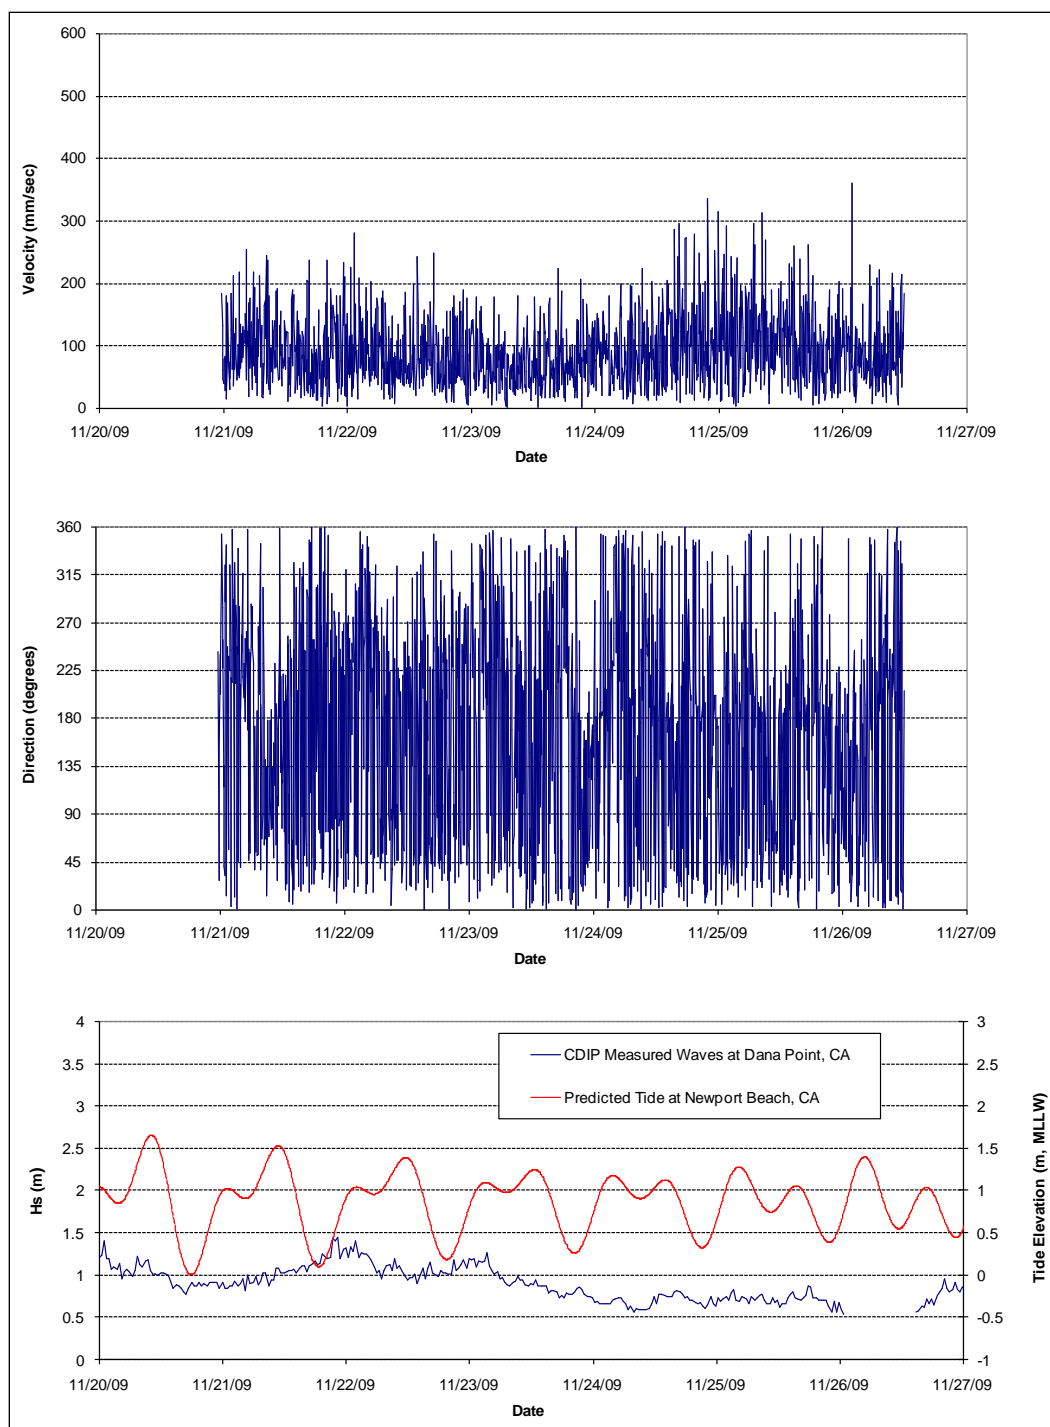 600
500
400
300
200
100
0
Velocity (mm/sec)
11/20/09 11/21/09 11/22/09 11/23/09 11/24/09 11/25/09 11/26/09 11/27/09
Date
360
315
270
225
180
135
90
45
0
Direction (degrees)
11/20/09 11/21/09 11/22/09 11/23/09 11/24/09 11/25/09 11/26/09 11/27/09
Date
4
3.5
3
2.5
2
1.5
1
0.5
0
Hs (m)
CDIP Measured Waves at Dana Point, CA
Predicted Tide at Newport Beach, CA
3
2.5
2
1.5
1
0.5
0
-0.5
-1
Tide Elevation (m, MLLW)
11/20/09 11/21/09 11/22/09 11/23/09 11/24/09 11/25/09 11/26/09 11/27/09
Date